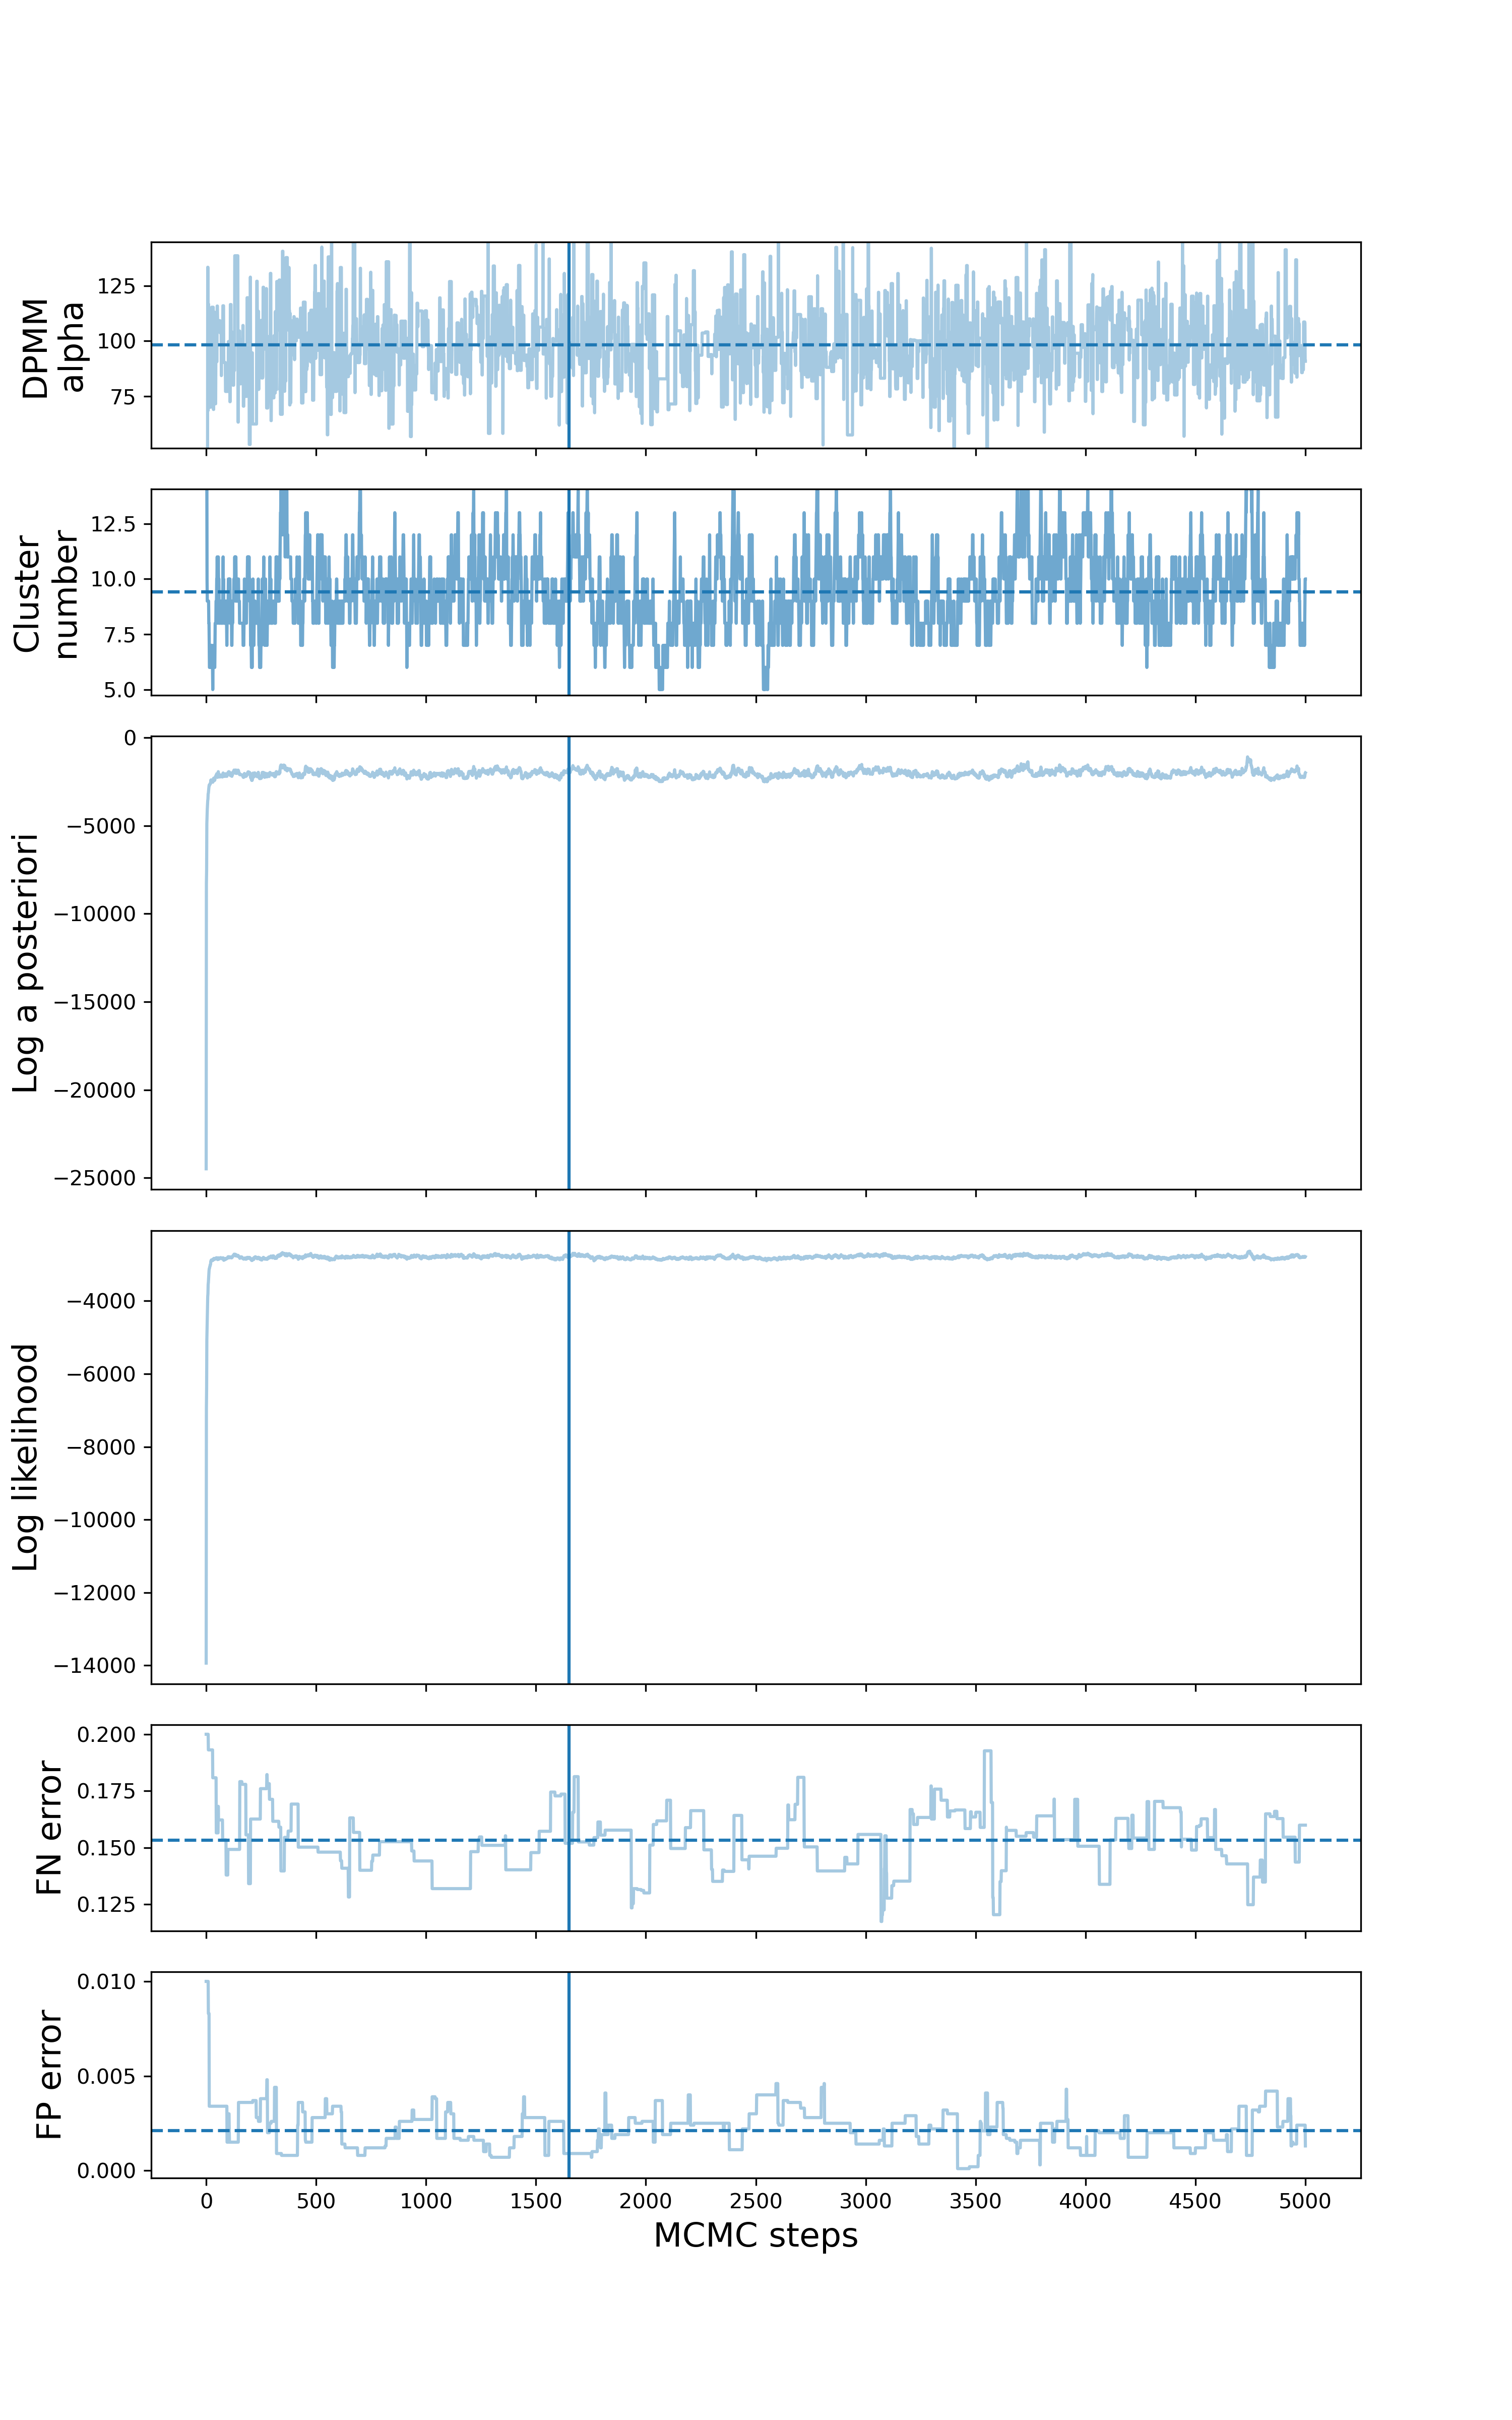 DPMM
alpha
125
100
75
Cluster
number
12.5
10.0
7.5
5.0
Log a posteriori
0
−5000
−10000
−15000
−20000
−25000
Log likelihood
−4000
−6000
−8000
−10000
−12000
−14000
FN error
0.200
0.175
0.150
0.125
FP error
0.010
0.005
0.000
0 500 1000 1500 2000 2500 3000 3500 4000 4500 5000
MCMC steps